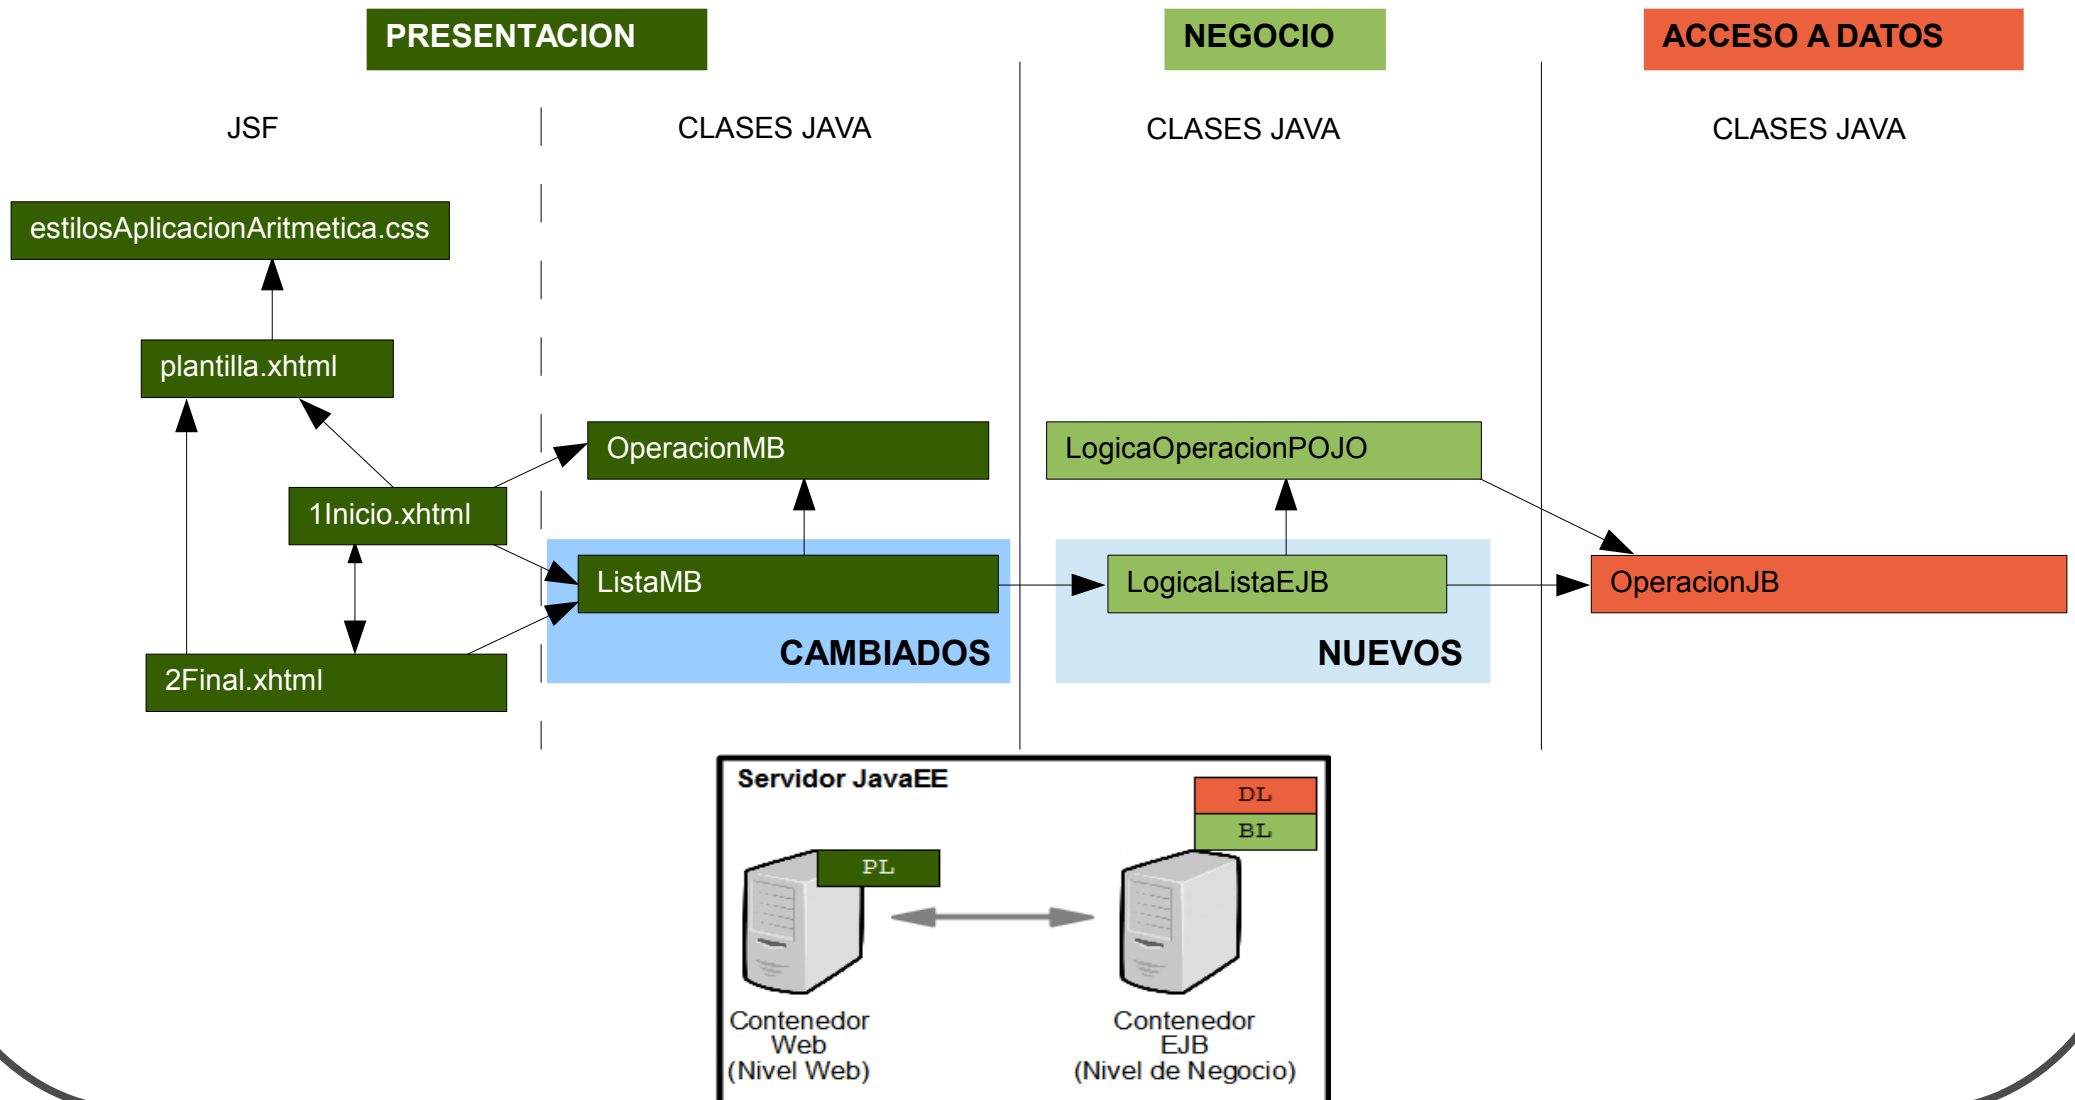 PRESENTACION
NEGOCIO
ACCESO A DATOS
JSF
CLASES JAVA
CLASES JAVA
CLASES JAVA
estilosAplicacionAritmetica.css
plantilla.xhtml
OperacionMB
LogicaOperacionPOJO
1Inicio.xhtml
ListaMB
LogicaListaEJB
OperacionJB
CAMBIADOS
NUEVOS
2Final.xhtml
Servidor JavaEE
DL
BL
PL
Contenedor
Web
(Nivel Web)
Contenedor
EJB
(Nivel de Negocio)